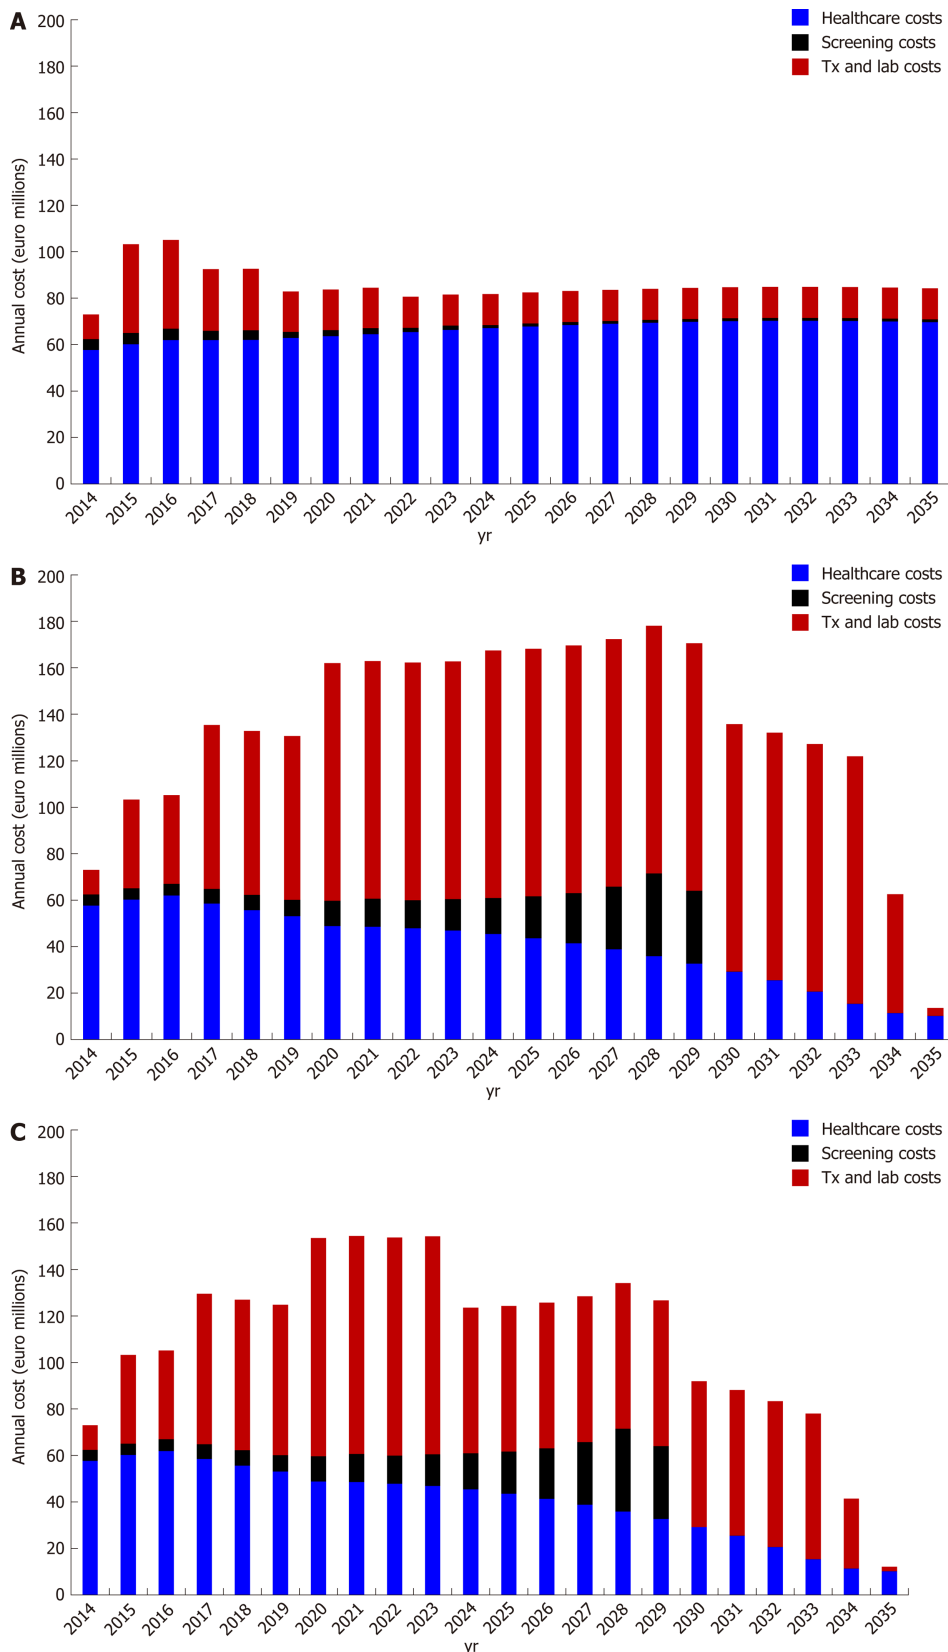 A
Healthcare costs
Screening costs
Tx and lab costs
Annual cost (euro millions)
200
180
160
140
120
100
80
60
40
20
0
2014 2015 2016 2017 2018 2019 2020 2021 2022 2023 2024 2025 2026 2027 2028 2029 2030 2031 2032 2033 2034 2035
yr
B
Healthcare costs
Screening costs
Tx and lab costs
Annual cost (euro millions)
200
180
160
140
120
100
80
60
40
20
0
2014 2015 2016 2017 2018 2019 2020 2021 2022 2023 2024 2025 2026 2027 2028 2029 2030 2031 2032 2033 2034 2035
yr
C
Healthcare costs
Screening costs
Tx and lab costs
Annual cost (euro millions)
200
180
160
140
120
100
80
60
40
20
0
2014 2015 2016 2017 2018 2019 2020 2021 2022 2023 2024 2025 2026 2027 2028 2029 2030 2031 2032 2033 2034 2035
yr